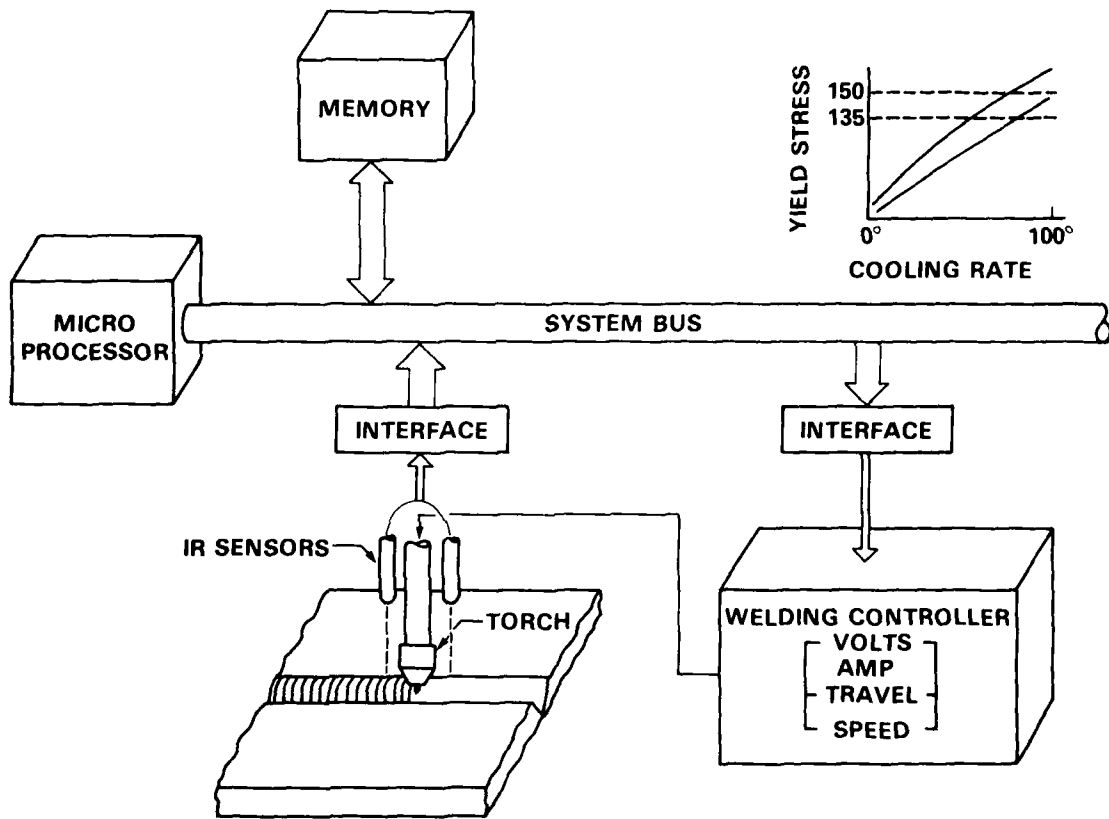 MEMORY
150
135
YIELD STRESS
0°
100°
COOLING RATE
MICRO
PROCESSOR
SYSTEM BUS
INTERFACE
INTERFACE
IR SENSORS
TORCH
WELDING CONTROLLER
VOLTS
AMP
TRAVEL
SPEED